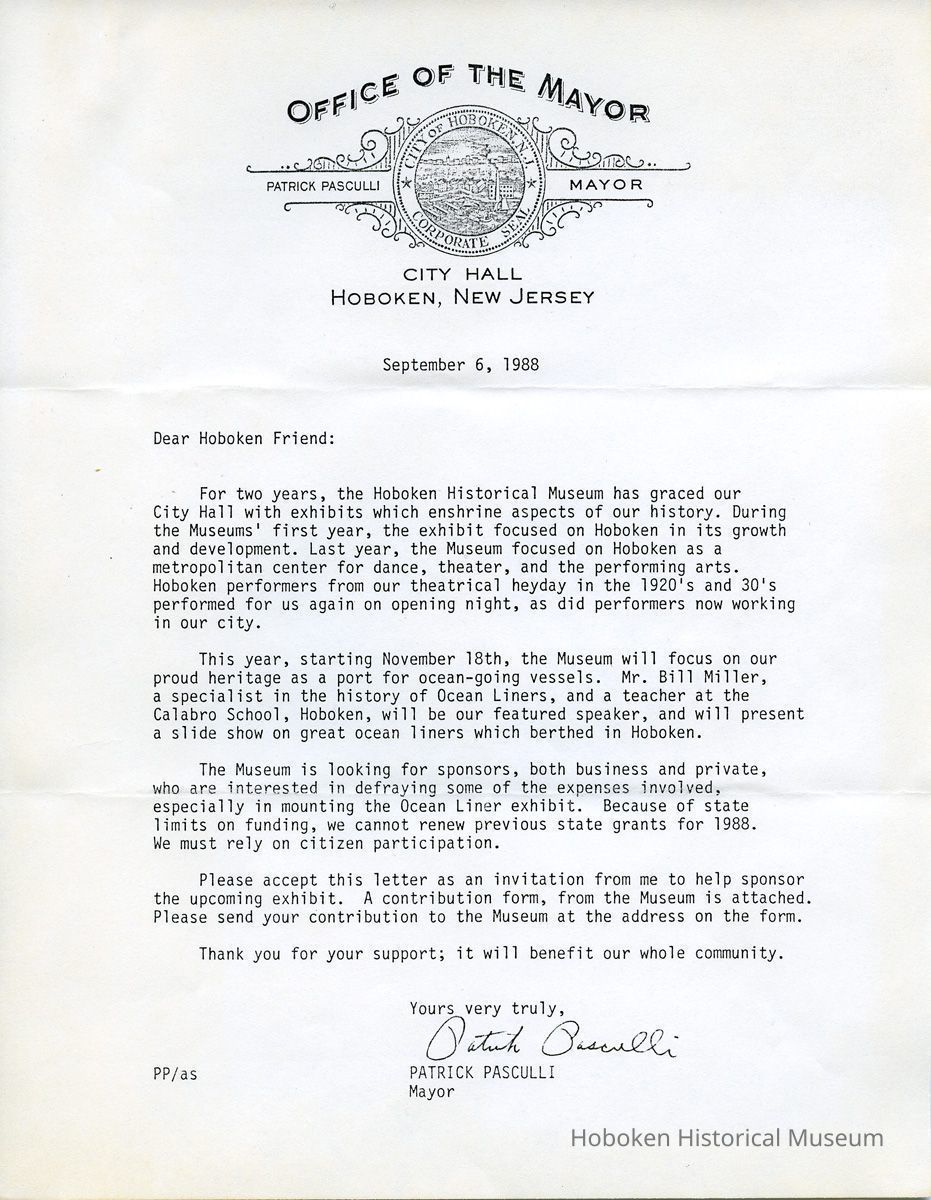 OFFICE OF THE MAYOR
CITY OF HOBOKEN, N.J.
CORPORATE SEAL
PATRICK PASCULLI
MAYOR
CITY HALL
HOBOKEN, NEW JERSEY
September 6, 1988
Dear Hoboken Friend:
For two years, the Hoboken Historical Museum has graced our
City Hall with exhibits which enshrine aspects of our history. During
the Museums' first year, the exhibit focused on Hoboken in its growth
and development. Last year, the Museum focused on Hoboken as a
metropolitan center for dance, theater, and the performing arts.
Hoboken performers from our theatrical heyday in the 1920's and 30's
performed for us again on opening night, as did performers now working
in our city.
This year, starting November 18th, the Museum will focus on our
proud heritage as a port for ocean-going vessels. Mr. Bill Miller,
a specialist in the history of Ocean Liners, and a teacher at the
Calabro School, Hoboken, will be our featured speaker, and will present
a slide show on great ocean liners which berthed in Hoboken.
The Museum is looking for sponsors, both business and private,
who are interested in defraying some of the expenses involved,
especially in mounting the Ocean Liner exhibit. Because of state
limits on funding, we cannot renew previous state grants for 1988.
We must rely on citizen participation.
Please accept this letter as an invitation from me to help sponsor
the upcoming exhibit. A contribution form, from the Museum is attached.
Please send your contribution to the Museum at the address on the form.
Thank you for your support; it will benefit our whole community.
Yours very truly,
Patrick Pasculli
PP/as
PATRICK PASCULLI
Mayor
Hoboken Historical Museum